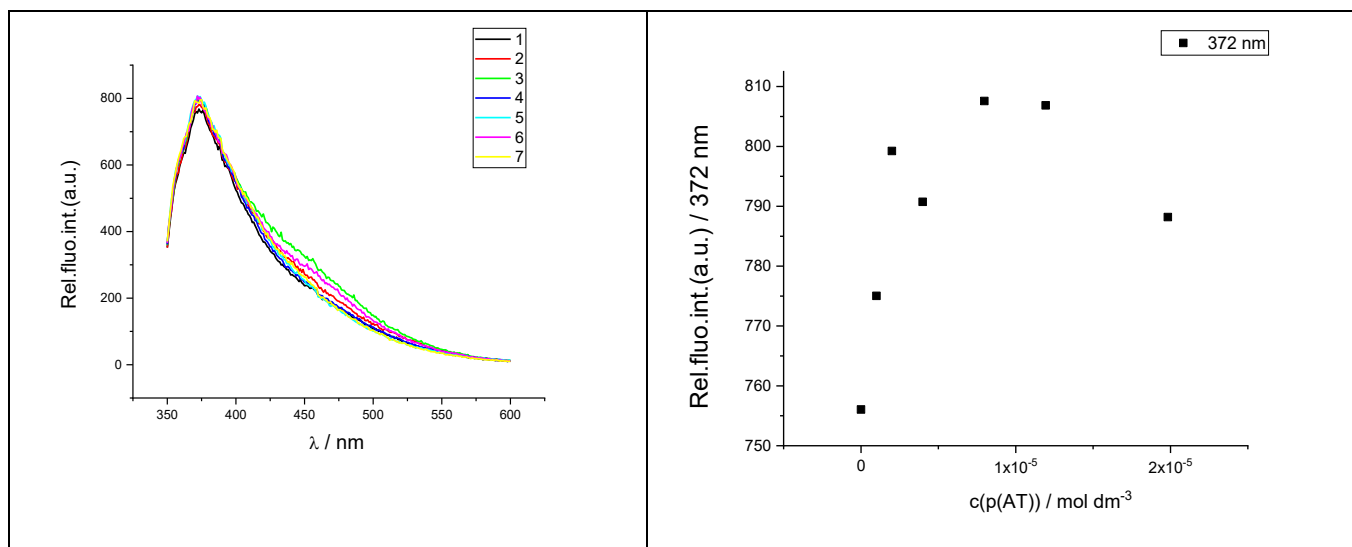 1
2
3
4
5
6
7
Rel.fluo.int.(a.u.)
800
600
400
200
0
350 400 450 500 550 600
λ / nm
372 nm
Rel.fluo.int.(a.u.) / 372 nm
810
800
790
780
770
760
750
0 1x10⁻⁵ 2x10⁻⁵
c(p(AT)) / mol dm⁻³